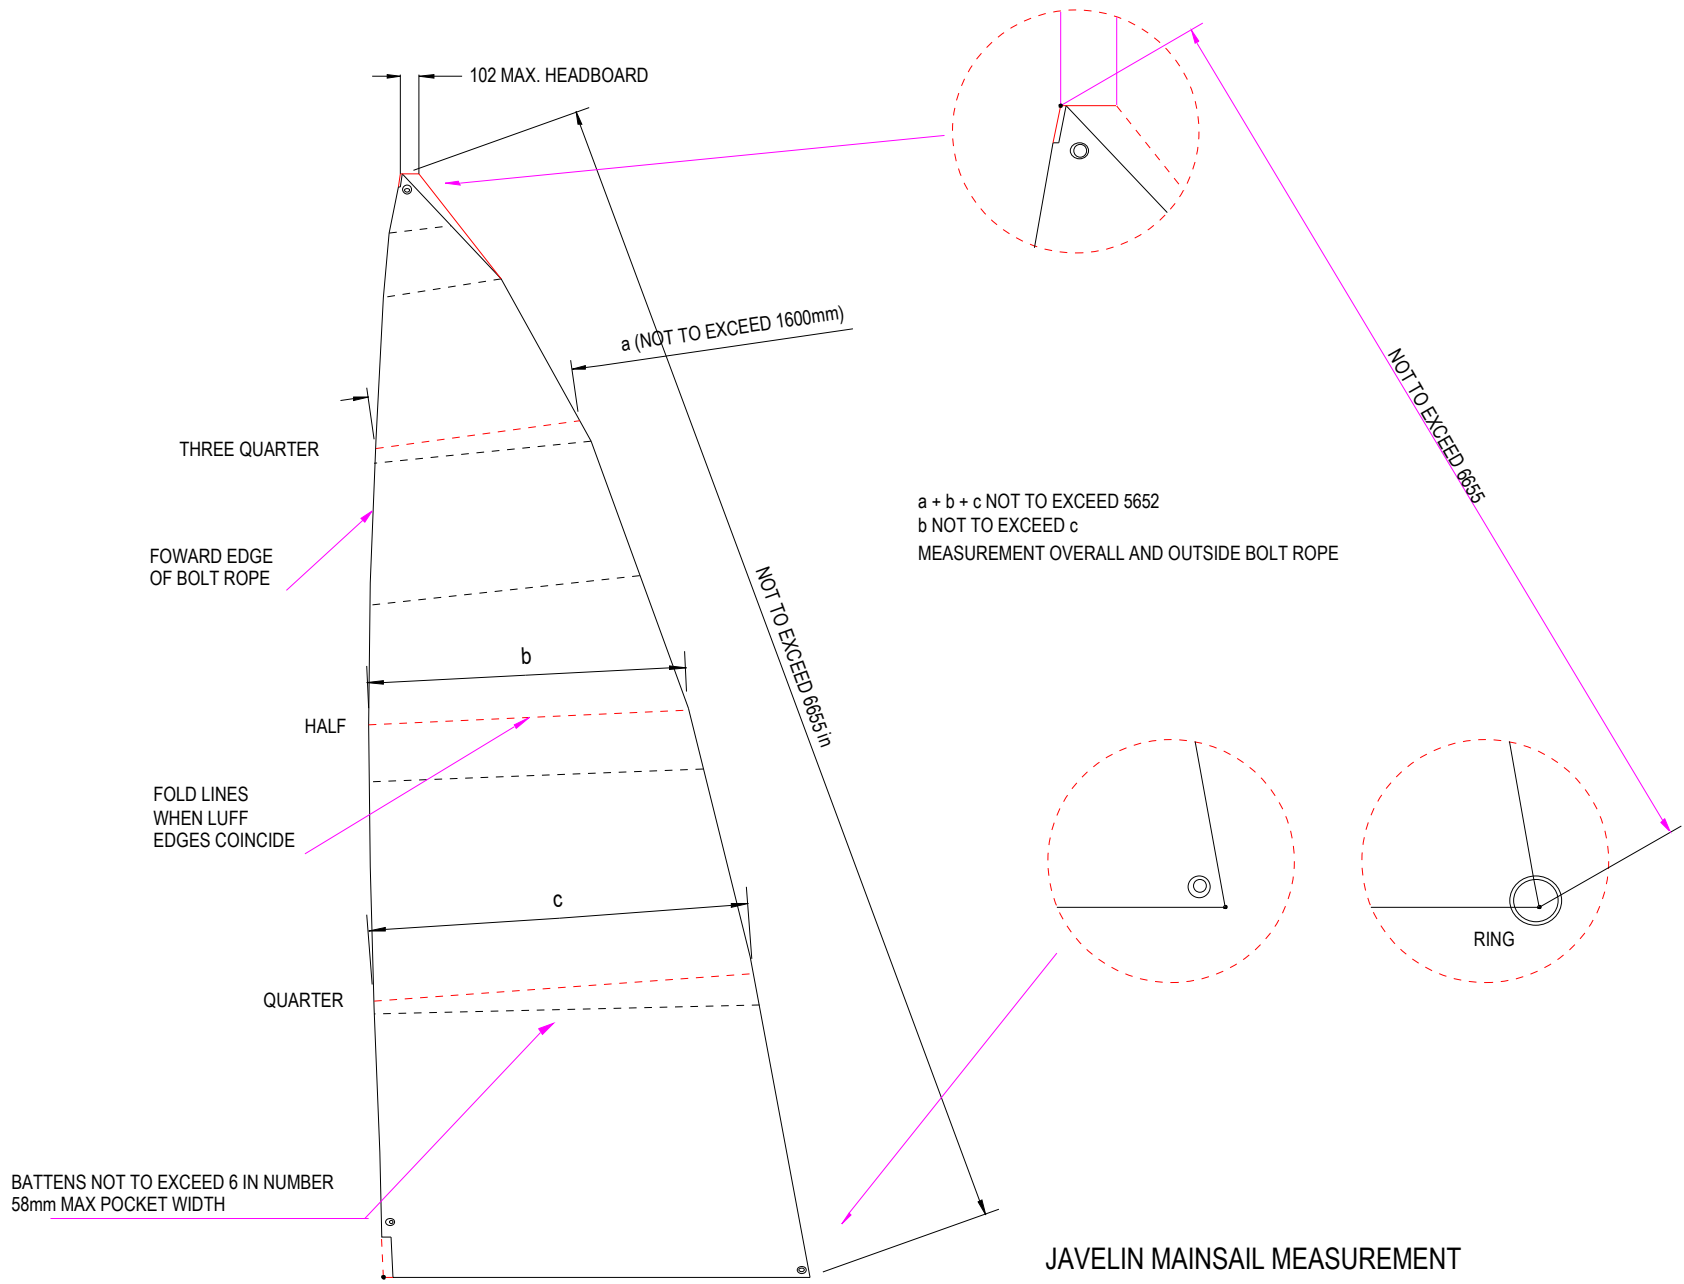 102 MAX. HEADBOARD
a (NOT TO EXCEED 1600mm)
NOT TO EXCEED 6655
THREE QUARTER
a + b + c NOT TO EXCEED 5652
b NOT TO EXCEED c
MEASUREMENT OVERALL AND OUTSIDE BOLT ROPE
FOWARD EDGE
OF BOLT ROPE
NOT TO EXCEED 6655 in
b
HALF
FOLD LINES
WHEN LUFF
EDGES COINCIDE
c
RING
QUARTER
BATTENS NOT TO EXCEED 6 IN NUMBER
58mm MAX POCKET WIDTH
JAVELIN MAINSAIL MEASUREMENT